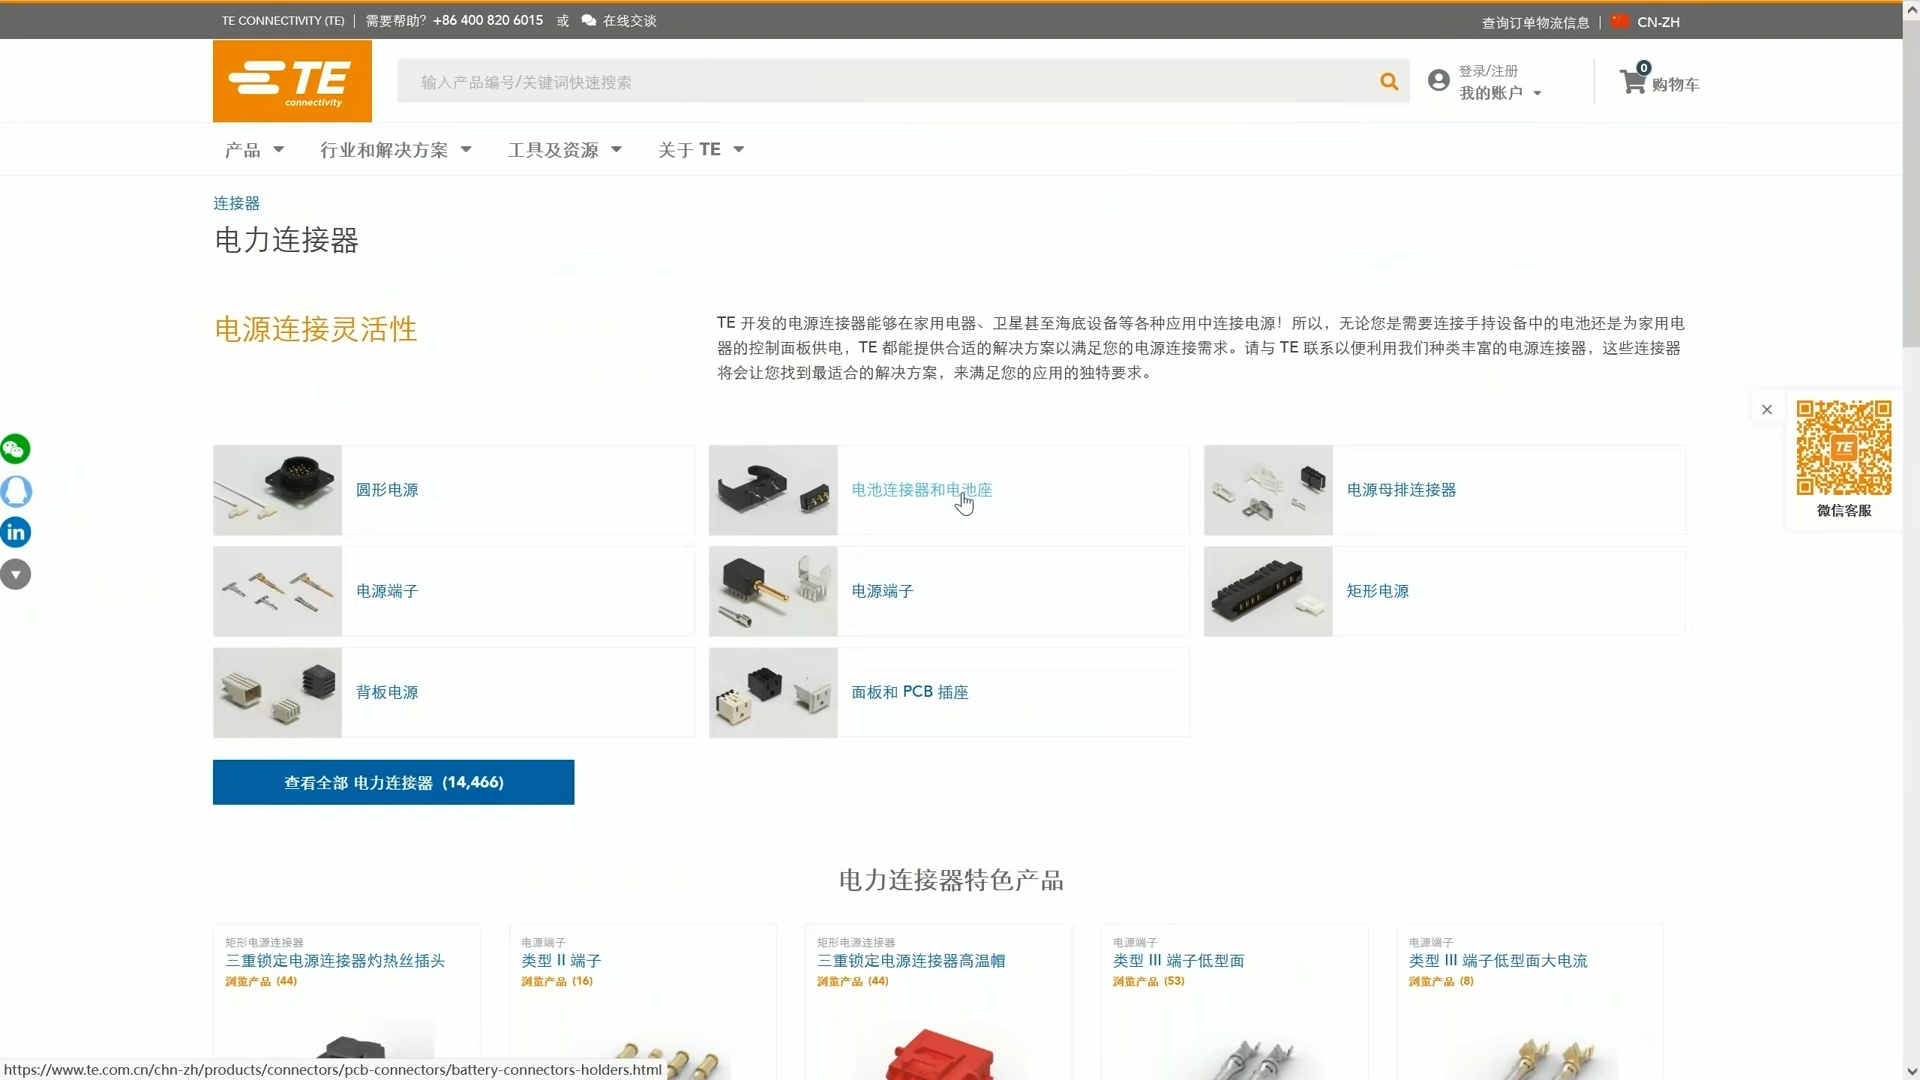 TE CONNECTIVITY (TE) | 需要帮助? +86 400 820 6015 或 在线交谈
查询订单物流信息 | CN-ZH
TE
connectivity
输入产品编号/关键词快速搜索
登录/注册
我的账户
0
购物车
产品 行业和解决方案 工具及资源 关于 TE
连接器
电力连接器
电源连接灵活性
TE 开发的电源连接器能够在家用电器、卫星甚至海底设备等各种应用中连接电源！所以，无论您是需要连接手持设备中的电池还是为家用电
器的控制面板供电，TE 都能提供合适的解决方案以满足您的电源连接需求。请与 TE 联系以便利用我们种类丰富的电源连接器，这些连接器
将会让您找到最适合的解决方案，来满足您的应用的独特要求。
TE
微信客服
in
圆形电源
电池连接器和电池座
电源母排连接器
电源端子
电源端子
矩形电源
背板电源
面板和 PCB 插座
查看全部 电力连接器 (14,466)
电力连接器特色产品
矩形电源连接器
三重锁定电源连接器灼热丝插头
浏览产品 (44)
电源端子
类型 II 端子
浏览产品 (16)
矩形电源连接器
三重锁定电源连接器高温帽
浏览产品 (44)
电源端子
类型 III 端子低型面
浏览产品 (53)
电源端子
类型 III 端子低型面大电流
浏览产品 (8)
https://www.te.com.cn/chn-zh/products/connectors/pcb-connectors/battery-connectors-holders.html